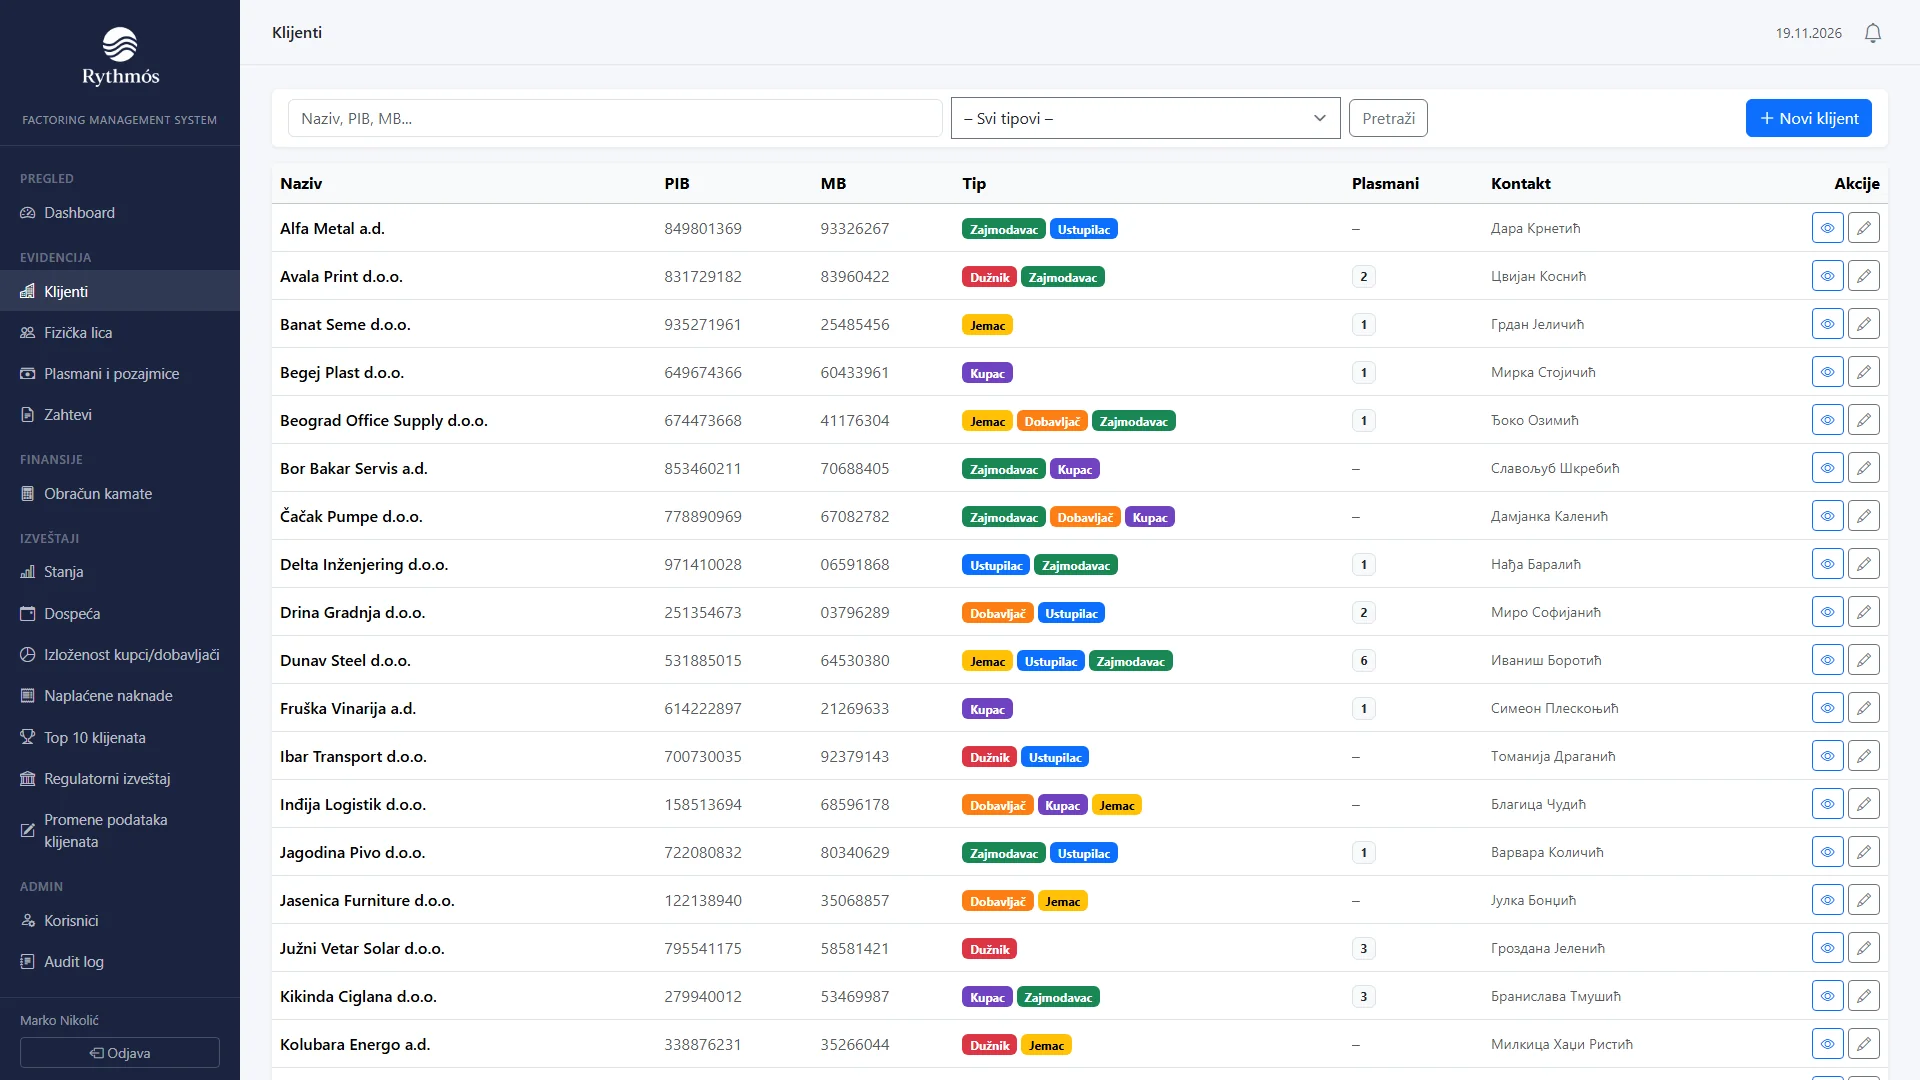 Rythmós
FACTORING MANAGEMENT SYSTEM
PREGLED
Dashboard
EVIDENCIJA
Klijenti
Fizička lica
Plasmani i pozajmice
Zahtevi
FINANSIJE
Obračun kamate
IZVEŠTAJI
Stanja
Dospeća
Izloženost kupci/dobavljači
Naplaćene naknade
Top 10 klijenata
Regulatorni izveštaj
Promene podataka
klijenata
ADMIN
Korisnici
Audit log
Marko Nikolić
Odjava
Klijenti
19.11.2026
Naziv, PIB, MB...
– Svi tipovi –
Pretraži
+ Novi klijent
Naziv PIB MB Tip Plasmani Kontakt Akcije
Alfa Metal a.d. 849801369 93326267 Zajmodavac Ustupilac – Дара Крнетић
Avala Print d.o.o. 831729182 83960422 Dužnik Zajmodavac 2 Цвијан Коснић
Banat Seme d.o.o. 935271961 25485456 Jemac 1 Грдан Јеличић
Begej Plast d.o.o. 649674366 60433961 Kupac 1 Мирка Стојичић
Beograd Office Supply d.o.o. 674473668 41176304 Jemac Dobavljač Zajmodavac 1 Ђоко Озимић
Bor Bakar Servis a.d. 853460211 70688405 Zajmodavac Kupac – Славољуб Шкребић
Čačak Pumpe d.o.o. 778890969 67082782 Zajmodavac Dobavljač Kupac – Дамјанка Каленић
Delta Inženjering d.o.o. 971410028 06591868 Ustupilac Zajmodavac 1 Нађа Баралић
Drina Gradnja d.o.o. 251354673 03796289 Dobavljač Ustupilac 2 Миро Софијанић
Dunav Steel d.o.o. 531885015 64530380 Jemac Ustupilac Zajmodavac 6 Иваниш Боротић
Fruška Vinarija a.d. 614222897 21269633 Kupac 1 Симеон Плескоњић
Ibar Transport d.o.o. 700730035 92379143 Dužnik Ustupilac – Томанија Драганић
Inđija Logistik d.o.o. 158513694 68596178 Dobavljač Kupac Jemac – Благица Чудић
Jagodina Pivo d.o.o. 722080832 80340629 Zajmodavac Ustupilac 1 Варвара Количић
Jasenica Furniture d.o.o. 122138940 35068857 Dobavljač Jemac – Јулка Бонџић
Južni Vetar Solar d.o.o. 795541175 58581421 Dužnik 3 Гроздана Јеленић
Kikinda Ciglana d.o.o. 279940012 53469987 Kupac Zajmodavac 3 Бранислава Тмушић
Kolubara Energo a.d. 338876231 35266044 Dužnik Jemac – Милкица Хаџи Ристић